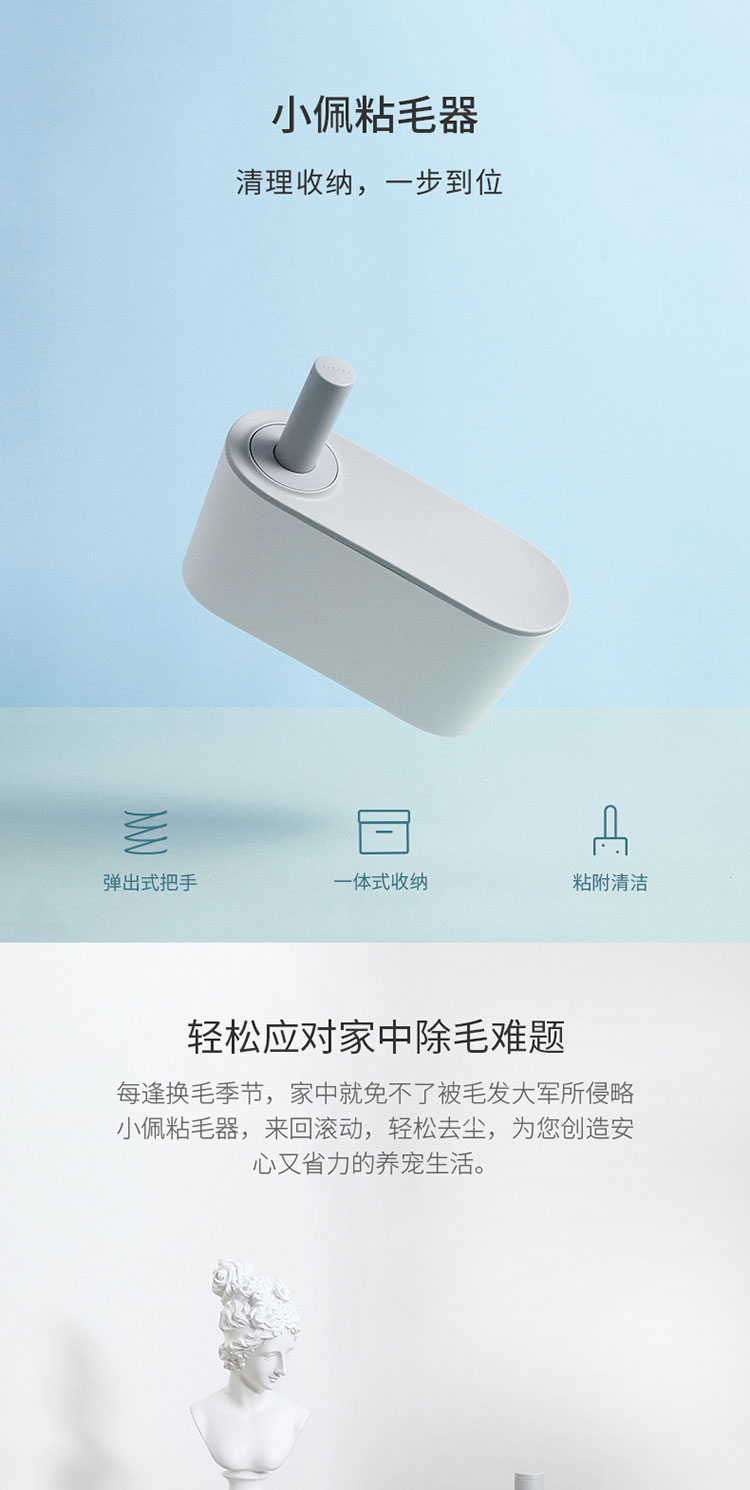 小佩粘毛器
清理收纳，一步到位
弹出式把手
一体式收纳
粘附清洁
轻松应对家中除毛难题
每逢换毛季节，家中就免不了被毛发大军所侵略
小佩粘毛器，来回滚动，轻松去尘，为您创造安
心又省力的养宠生活。